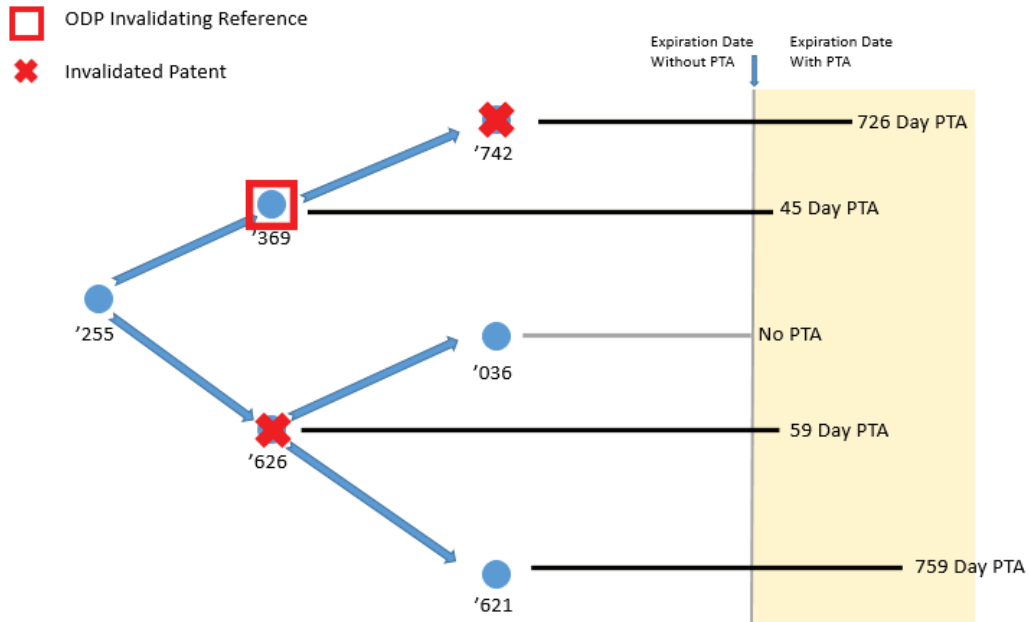 ODP Invalidating Reference
Invalidated Patent
Expiration Date
Without PTA
Expiration Date
With PTA
726 Day PTA
’742
45 Day PTA
’369
’255
No PTA
’036
59 Day PTA
’626
759 Day PTA
’621